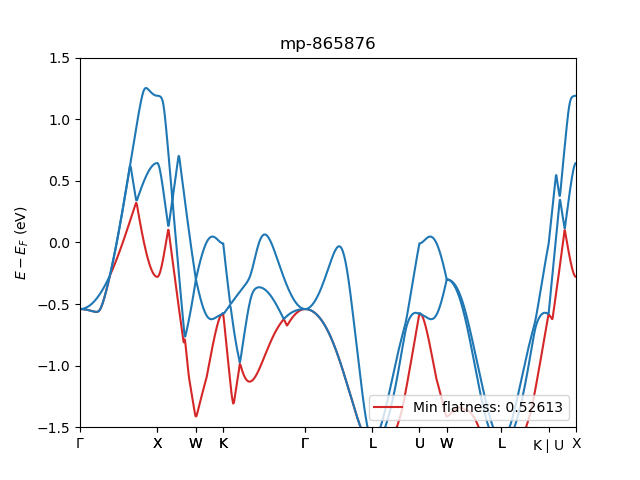 mp-865876
E − E_F (eV)
1.5
1.0
0.5
0.0
−0.5
−1.0
−1.5
Min flatness: 0.52613
Γ X W K Γ L U W L K | U X